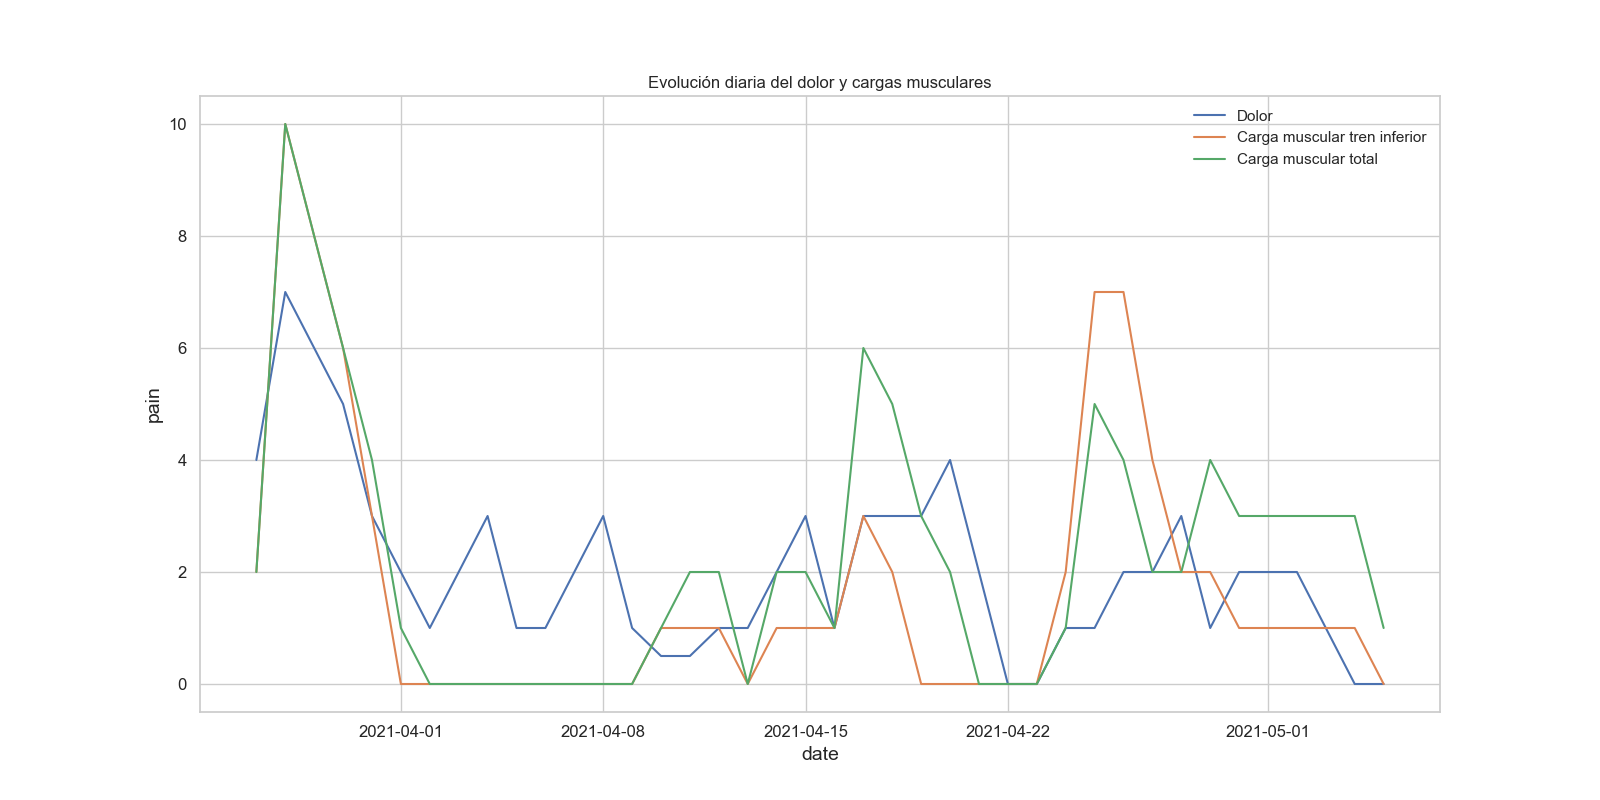 Evolución diaria del dolor y cargas musculares
Dolor
Carga muscular tren inferior
Carga muscular total
pain
10
8
6
4
2
0
2021-04-01
2021-04-08
2021-04-15
2021-04-22
2021-05-01
date